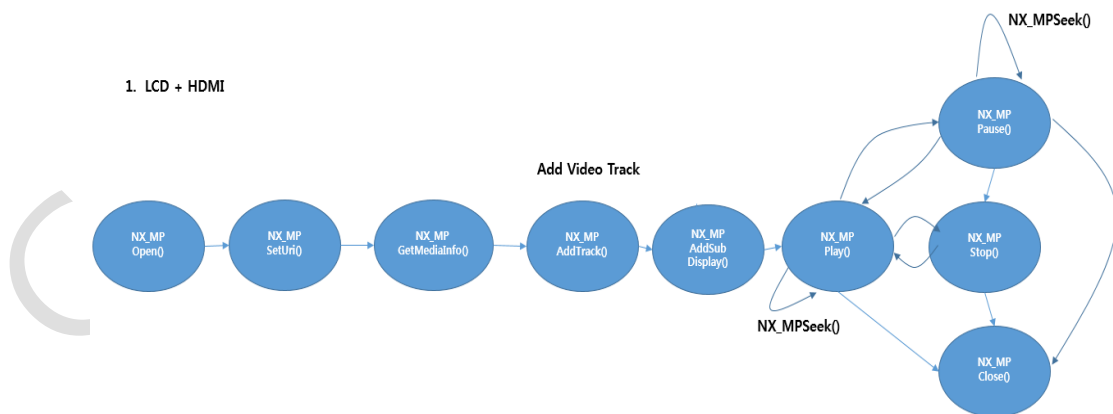 NX_MPSeek()
1. LCD + HDMI
NX_MP
Pause()
Add Video Track
NX_MP
Open()
NX_MP
SetUri()
NX_MP
GetMediaInfo()
NX_MP
AddTrack()
NX_MP
AddSub
Display()
NX_MP
Play()
NX_MP
Stop()
NX_MPSeek()
NX_MP
Close()